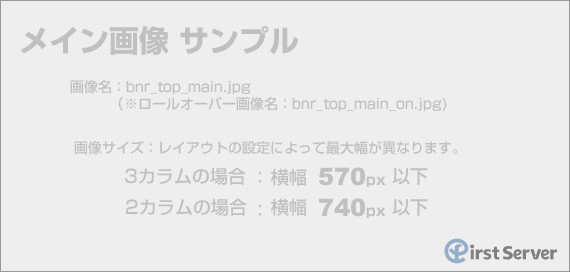 メイン画像 サンプル
画像名：bnr_top_main.jpg
（※ロールオーバー画像名：bnr_top_main_on.jpg）
画像サイズ：レイアウトの設定によって最大幅が異なります。
3カラムの場合 ：横幅 570px 以下
2カラムの場合 ：横幅 740px 以下
First Server